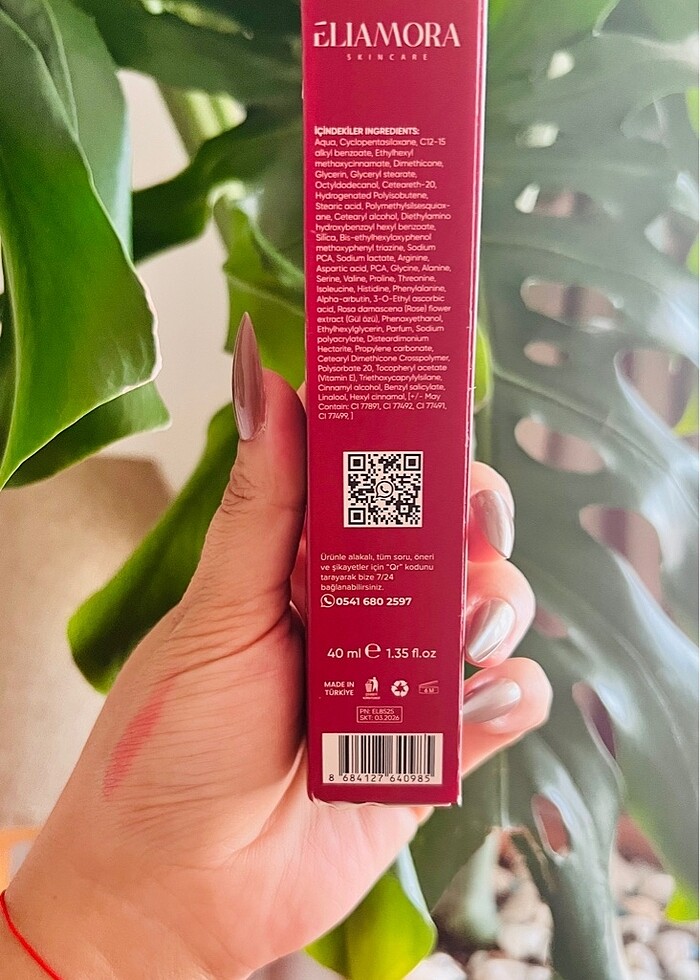 ELIAMORA
SKINCARE
İÇİNDEKİLER INGREDIENTS:
Aqua, Cyclopentasiloxane, C12-15
alkyl benzoate, Ethylhexyl
methoxycinnamate, Dimethicone,
Glycerin, Glyceryl stearate,
Octyldodecanol, Ceteareth-20,
Hydrogenated Polyisobutene,
Stearic acid, Polymethylsilsesquiox-
ane, Cetearyl alcohol, Diethylamino
hydroxybenzoyl hexyl benzoate,
Silica, Bis-ethylhexyloxyphenol
methoxyphenyl triazine, Sodium
PCA, Sodium lactate, Arginine,
Aspartic acid, PCA, Glycine, Alanine,
Serine, Valine, Proline, Threonine,
Isoleucine, Histidine, Phenylalanine,
Alpha-arbutin, 3-O-Ethyl ascorbic
acid, Rosa damascena (Rose) flower
extract (Gül özü), Phenoxyethanol,
Ethylhexylglycerin, Parfum, Sodium
polyacrylate, Disteardimonium
Hectorite, Propylene carbonate,
Cetearyl Dimethicone Crosspolymer,
Polysorbate 20, Tocopheryl acetate
(Vitamin E), Triethoxycaprylylsilane,
Cinnamyl alcohol, Benzyl salicylate,
Linalool, Hexyl cinnamal, [+/- May
Contain: CI 77891, CI 77492, CI 77491,
CI 77499, ]
Ürünle alakalı, tüm soru, öneri
ve şikayetler için "Qr" kodunu
tarayarak bize 7/24
bağlanabilirsiniz.
0541 680 2597
40 ml e 1.35 fl.oz
MADE IN
TÜRKİYE
6 M
PN: EL8525
SKT: 03.2026
8 684127 640985